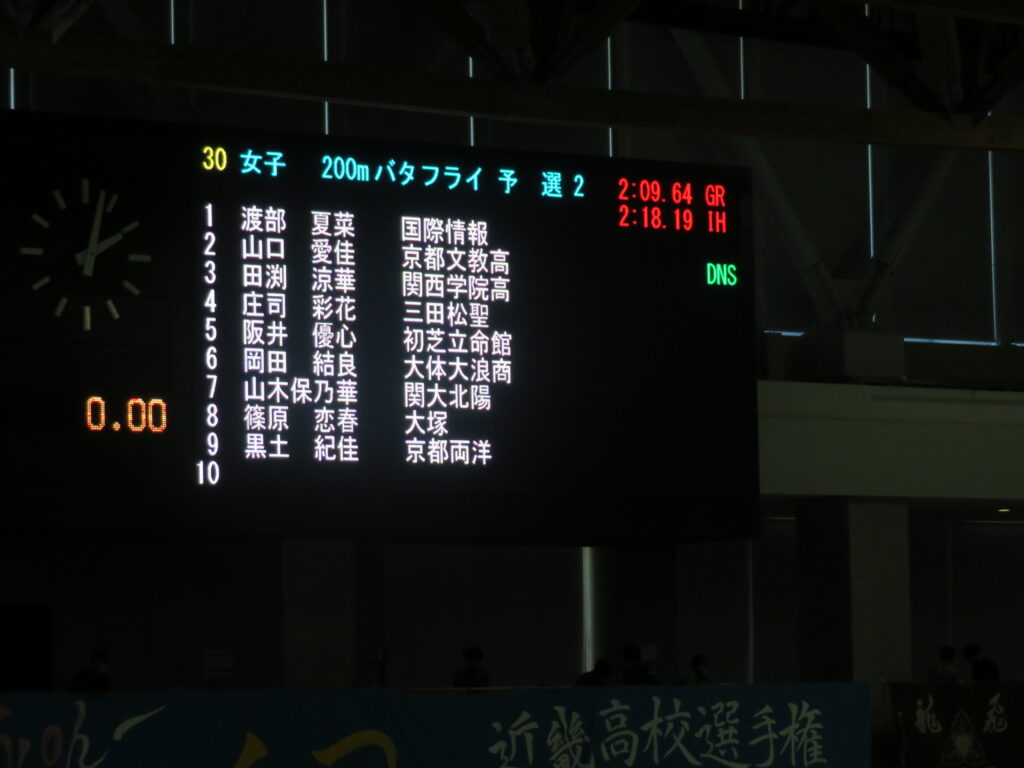 30 女子 200mバタフライ 予 選 2 2:09.64 GR
2:18.19 IH
1 渡部 夏菜 国際情報
2 山口 愛佳 京都文教高
3 田渕 涼華 関西学院高 DNS
4 庄司 彩花 三田松聖
5 阪井 優心 初芝立命館
6 岡田 結良 大体大浪商
7 山木保乃華 関大北陽
8 篠原 恋春 大塚
9 黒土 紀佳 京都両洋
10
0.00
近畿高校選手権
龍 飛